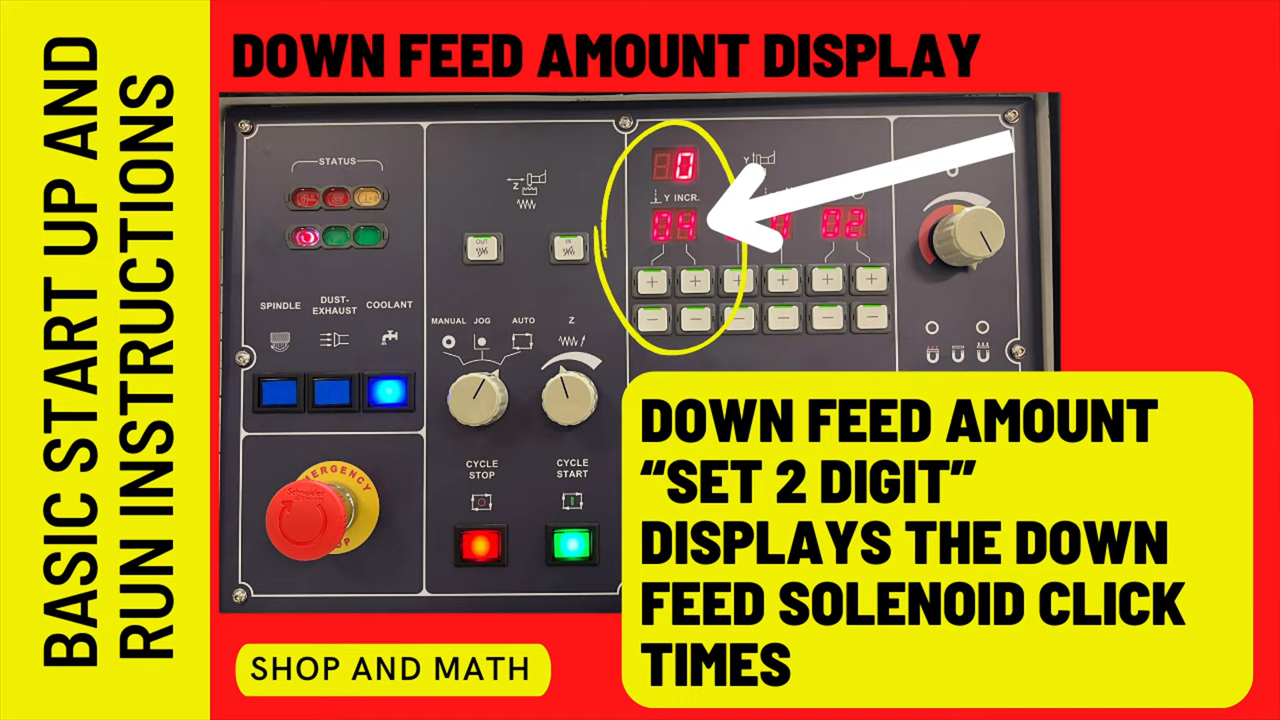 BASIC START UP AND
RUN INSTRUCTIONS
DOWN FEED AMOUNT DISPLAY
STATUS
SPINDLE
DUST-
EXHAUST
COOLANT
Z
OUT
IN
MANUAL JOG AUTO
Z
CYCLE
STOP
CYCLE
START
0
Y INCR.
04
02
Y
DOWN FEED AMOUNT
“SET 2 DIGIT”
DISPLAYS THE DOWN
FEED SOLENOID CLICK
TIMES
SHOP AND MATH